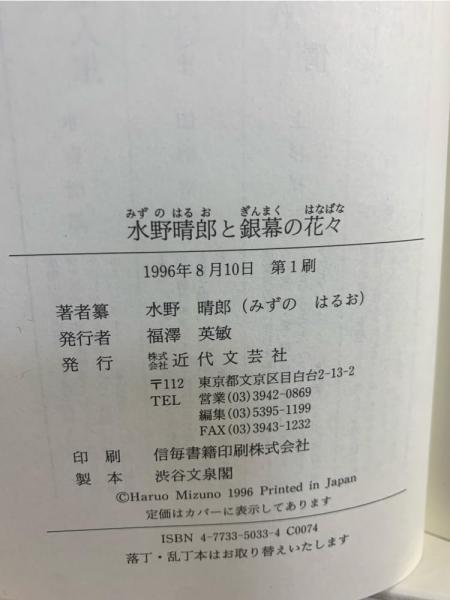 みずの はる お ぎんまく はなばな
水野晴郎と銀幕の花々
1996年8月10日 第1刷
著者纂 水野 晴郎(みずの はるお)
発行者 福澤 英敏
発行 株式会社 近代文芸社
〒112 東京都文京区目白台2-13-2
TEL 営業(03)3942-0869
編集(03)5395-1199
FAX(03)3943-1232
印刷 信毎書籍印刷株式会社
製本 渋谷文泉閣
©Haruo Mizuno 1996 Printed in Japan
定価はカバーに表示してあります
ISBN 4-7733-5033-4 C0074
落丁・乱丁本はお取り替えいたします